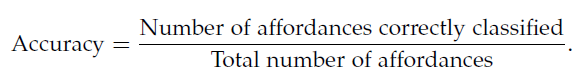 Number of affordances correctly classified
Accuracy =
Total number of affordances
.